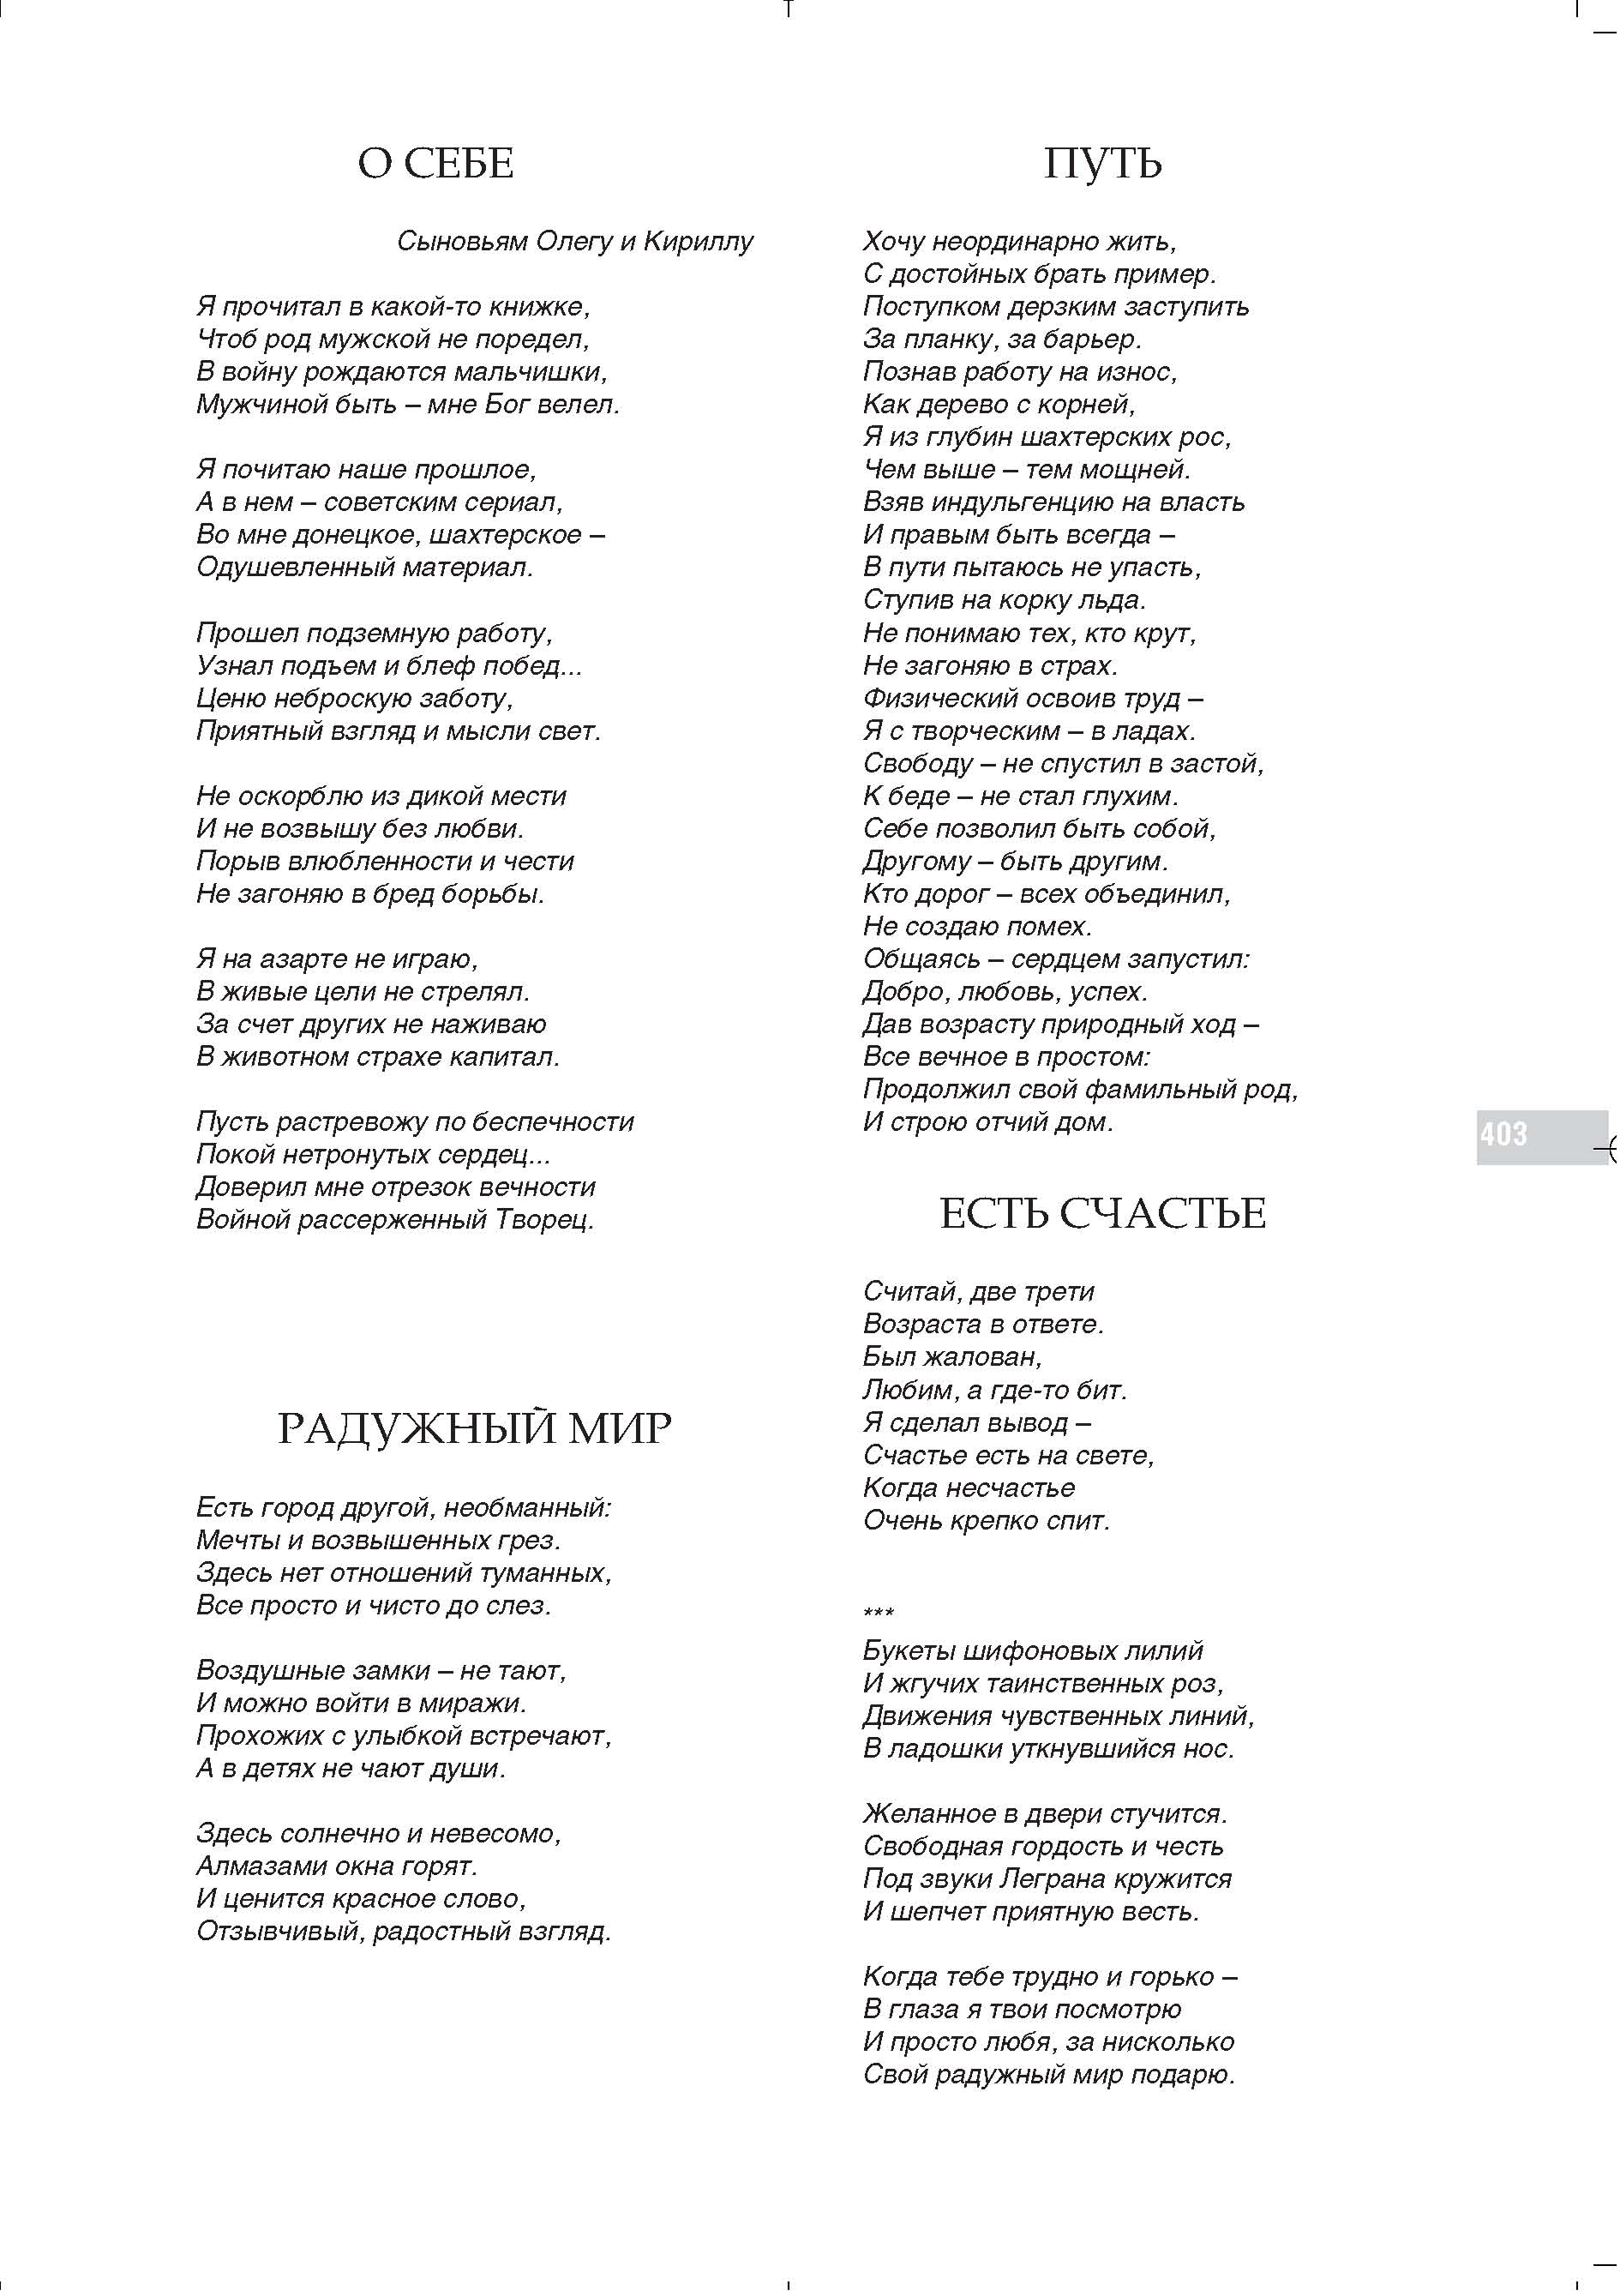 О СЕБЕ
Сыновьям Олегу и Кириллу
Я прочитал в какой-то книжке,
Чтоб род мужской не поредел,
В войну рождаются мальчишки,
Мужчиной быть – мне Бог велел.
Я почитаю наше прошлое,
А в нем – советским сериал,
Во мне донецкое, шахтерское –
Одушевленный материал.
Прошел подземную работу,
Узнал подъем и блеф побед...
Ценю неброскую заботу,
Приятный взгляд и мысли свет.
Не оскорблю из дикой мести
И не возвышу без любви.
Порыв влюбленности и чести
Не загоняю в бред борьбы.
Я на азарте не играю,
В живые цели не стрелял.
За счет других не наживаю
В животном страхе капитал.
Пусть растревожу по беспечности
Покой нетронутых сердец...
Доверил мне отрезок вечности
Войной рассерженный Творец.
РАДУЖНЫЙ МИР
Есть город другой, необманный:
Мечты и возвышенных грез.
Здесь нет отношений туманных,
Все просто и чисто до слез.
Воздушные замки – не тают,
И можно войти в миражи.
Прохожих с улыбкой встречают,
А в детях не чают души.
Здесь солнечно и невесомо,
Алмазами окна горят.
И ценится красное слово,
Отзывчивый, радостный взгляд.
ПУТЬ
Хочу неординарно жить,
С достойных брать пример.
Поступком дерзким заступить
За планку, за барьер.
Познав работу на износ,
Как дерево с корней,
Я из глубин шахтерских рос,
Чем выше – тем мощней.
Взяв индульгенцию на власть
И правым быть всегда –
В пути пытаюсь не упасть,
Ступив на корку льда.
Не понимаю тех, кто крут,
Не загоняю в страх.
Физический освоив труд –
Я с творческим – в ладах.
Свободу – не спустил в застой,
К беде – не стал глухим.
Себе позволил быть собой,
Другому – быть другим.
Кто дорог – всех объединил,
Не создаю помех.
Общаясь – сердцем запустил:
Добро, любовь, успех.
Дав возрасту природный ход –
Все вечное в простом:
Продолжил свой фамильный род,
И строю отчий дом.
ЕСТЬ СЧАСТЬЕ
Считай, две трети
Возраста в ответе.
Был жалован,
Любим, а где-то бит.
Я сделал вывод –
Счастье есть на свете,
Когда несчастье
Очень крепко спит.
***
Букеты шифоновых лилий
И жгучих таинственных роз,
Движения чувственных линий,
В ладошки уткнувшийся нос.
Желанное в двери стучится.
Свободная гордость и честь
Под звуки Леграна кружится
И шепчет приятную весть.
Когда тебе трудно и горько –
В глаза я твои посмотрю
И просто любя, за нисколько
Свой радужный мир подарю.
403